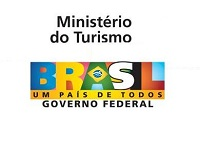 Ministério
do Turismo
BRASIL
UM PAÍS DE TODOS
GOVERNO FEDERAL